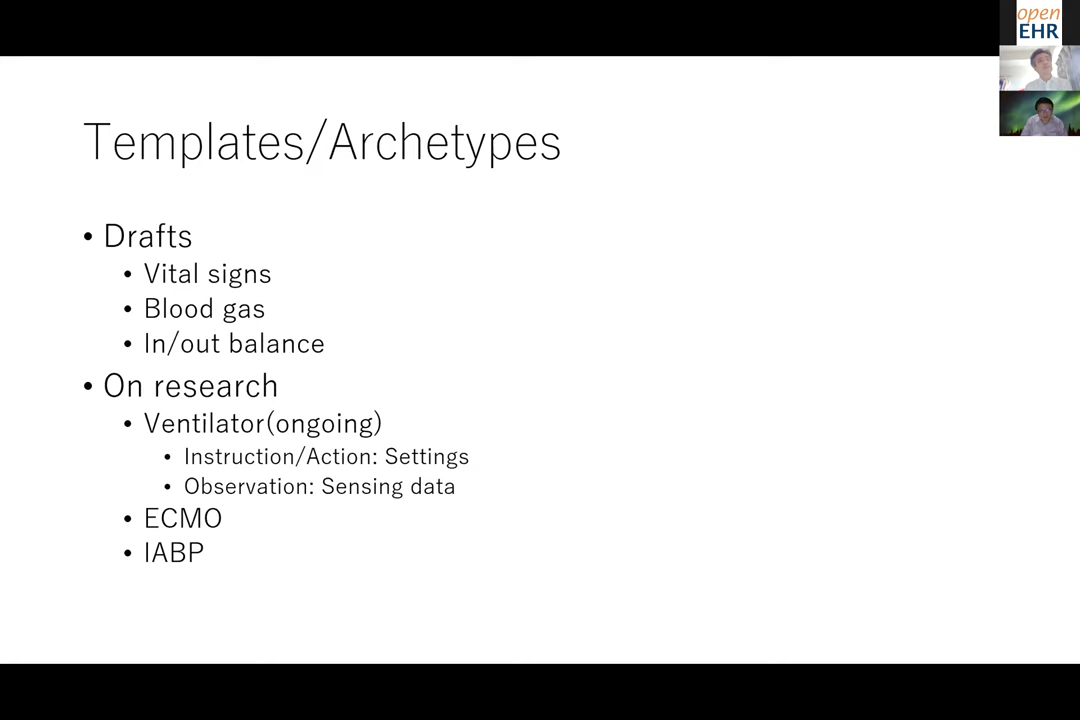 open
EHR
Templates/Archetypes
• Drafts
• Vital signs
• Blood gas
• In/out balance
• On research
• Ventilator(ongoing)
• Instruction/Action: Settings
• Observation: Sensing data
• ECMO
• IABP